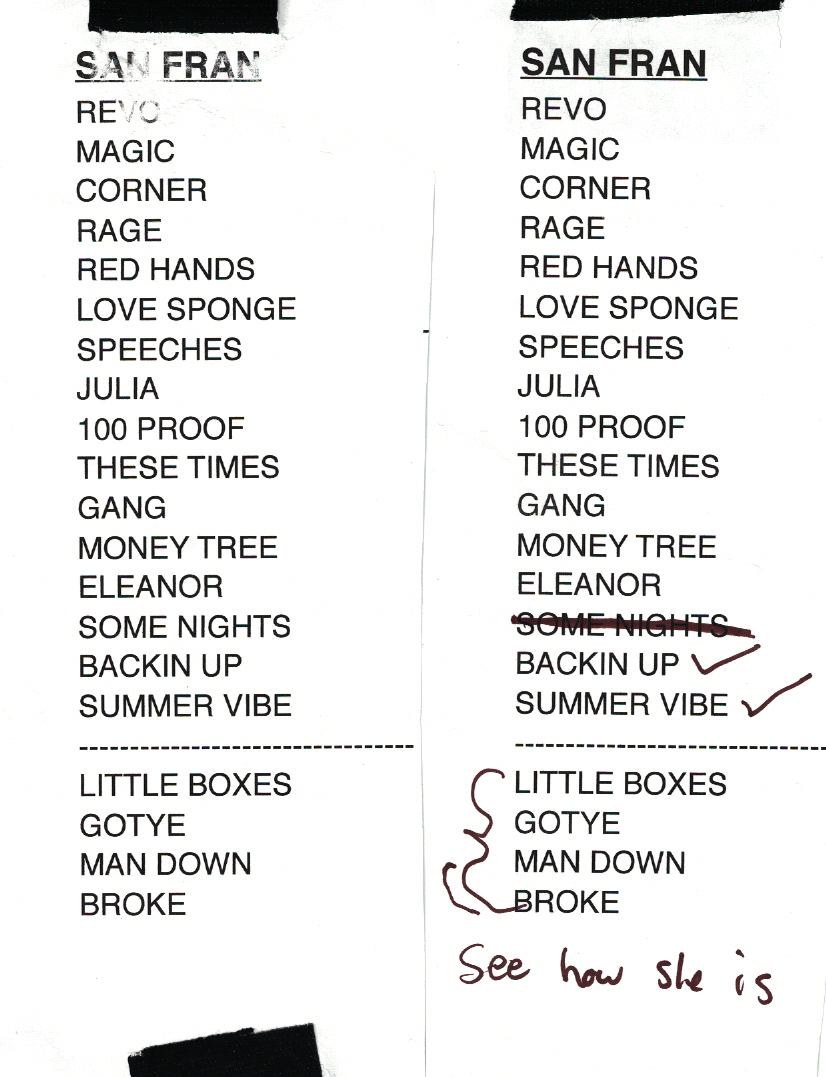 SAN FRAN
REVO
MAGIC
CORNER
RAGE
RED HANDS
LOVE SPONGE
SPEECHES
JULIA
100 PROOF
THESE TIMES
GANG
MONEY TREE
ELEANOR
SOME NIGHTS
BACKIN UP
SUMMER VIBE
--------------------------------
LITTLE BOXES
GOTYE
MAN DOWN
BROKE
SAN FRAN
REVO
MAGIC
CORNER
RAGE
RED HANDS
LOVE SPONGE
SPEECHES
JULIA
100 PROOF
THESE TIMES
GANG
MONEY TREE
ELEANOR
SOME NIGHTS
BACKIN UP ✓
SUMMER VIBE ✓
--------------------------------
LITTLE BOXES
GOTYE
MAN DOWN
BROKE
See how she is